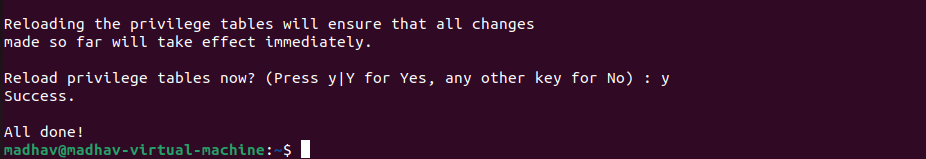 Reloading the privilege tables will ensure that all changes
made so far will take effect immediately.
Reload privilege tables now? (Press y|Y for Yes, any other key for No) : y
Success.
All done!
madhav@madhav-virtual-machine:~$